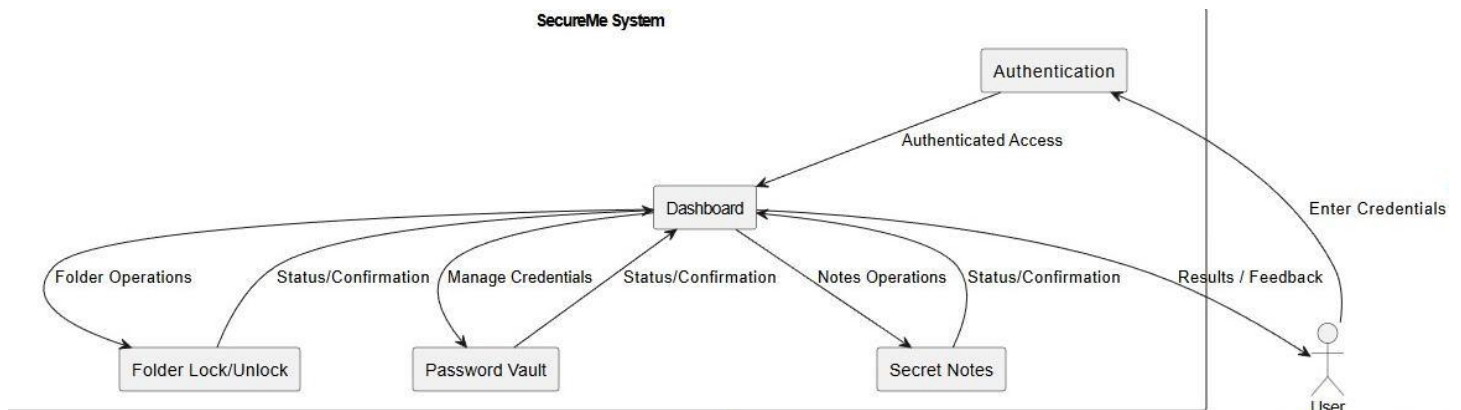 SecureMe System
Authentication
Authenticated Access
Dashboard
Enter Credentials
Folder Operations
Status/Confirmation
Manage Credentials
Status/Confirmation
Notes Operations
Status/Confirmation
Results / Feedback
Folder Lock/Unlock
Password Vault
Secret Notes
User